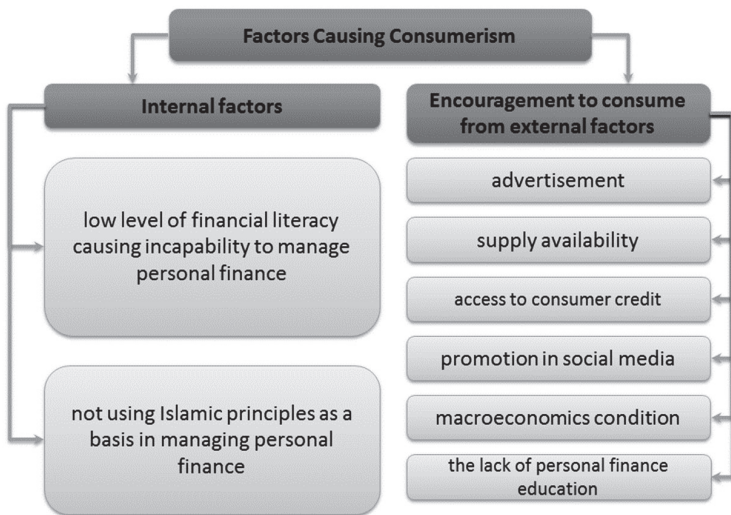 Factors Causing Consumerism
Internal factors
low level of financial literacy
causing incapability to manage
personal finance
not using Islamic principles as a
basis in managing personal
finance
Encouragement to consume
from external factors
advertisement
supply availability
access to consumer credit
promotion in social media
macroeconomics condition
the lack of personal finance
education